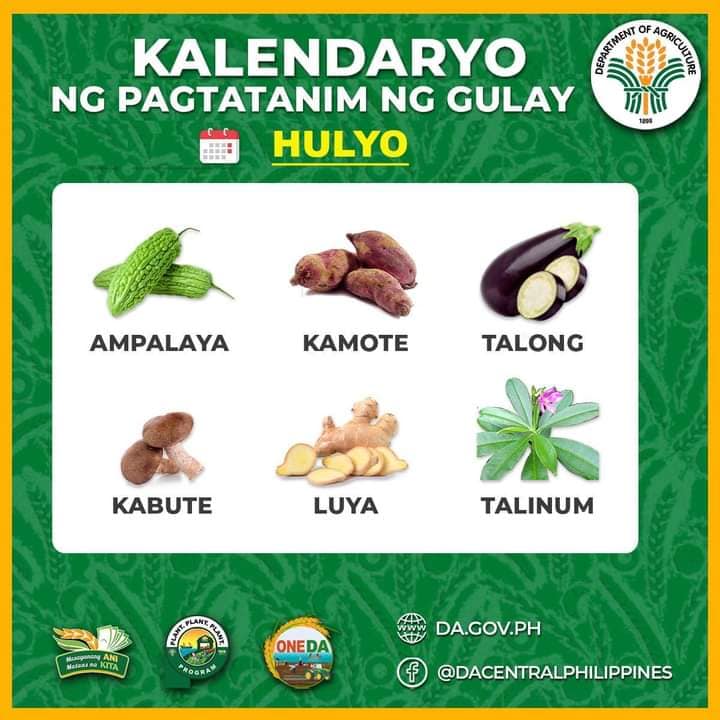 KALENDARYO
NG PAGTATANIM NG GULAY
HULYO
DEPARTMENT OF AGRICULTURE
1898
AMPALAYA
KAMOTE
TALONG
KABUTE
LUYA
TALINUM
Masaganang ANI
Mataas na KITA
PLANT, PLANT, PLANT
PROGRAM
ONEDA
DA.GOV.PH
@DACENTRALPHILIPPINES